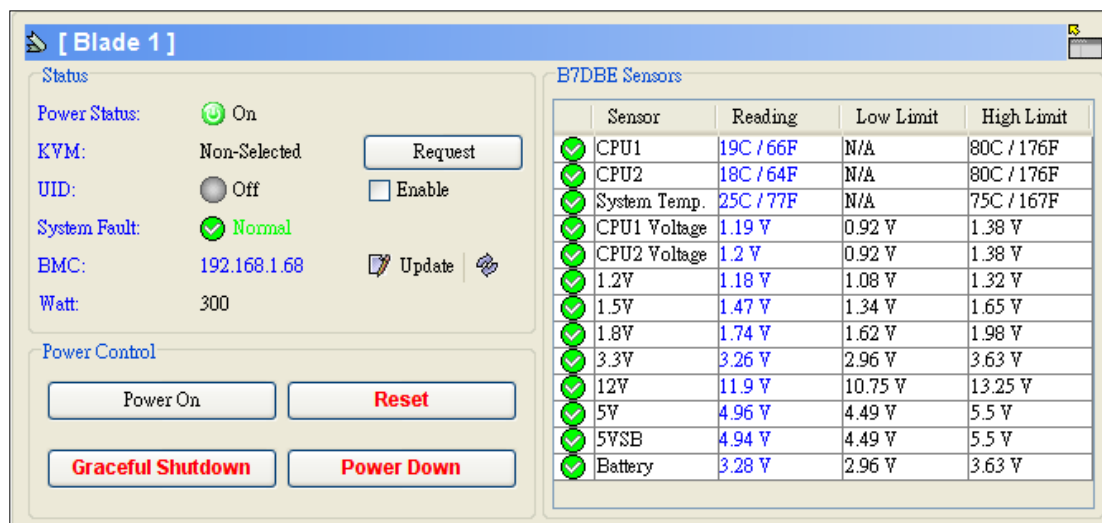 [ Blade 1 ]
Status
Power Status: On
KVM: Non-Selected Request
UID: Off Enable
System Fault: Normal
BMC: 192.168.1.68 Update
Watt: 300
Power Control
Power On Reset
Graceful Shutdown Power Down
B7DBE Sensors
Sensor Reading Low Limit High Limit
CPU1 19C / 66F N/A 80C / 176F
CPU2 18C / 64F N/A 80C / 176F
System Temp. 25C / 77F N/A 75C / 167F
CPU1 Voltage 1.19 V 0.92 V 1.38 V
CPU2 Voltage 1.2 V 0.92 V 1.38 V
1.2V 1.18 V 1.08 V 1.32 V
1.5V 1.47 V 1.34 V 1.65 V
1.8V 1.74 V 1.62 V 1.98 V
3.3V 3.26 V 2.96 V 3.63 V
12V 11.9 V 10.75 V 13.25 V
5V 4.96 V 4.49 V 5.5 V
5VSB 4.94 V 4.49 V 5.5 V
Battery 3.28 V 2.96 V 3.63 V